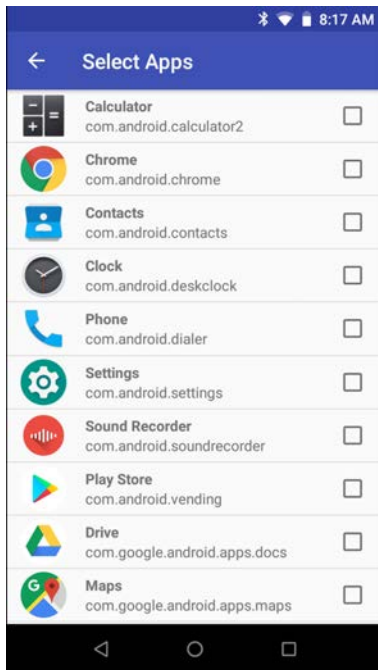 8:17 AM
Select Apps
Calculator
com.android.calculator2
Chrome
com.android.chrome
Contacts
com.android.contacts
Clock
com.android.deskclock
Phone
com.android.dialer
Settings
com.android.settings
Sound Recorder
com.android.soundrecorder
Play Store
com.android.vending
Drive
com.google.android.apps.docs
G
Maps
com.google.android.apps.maps